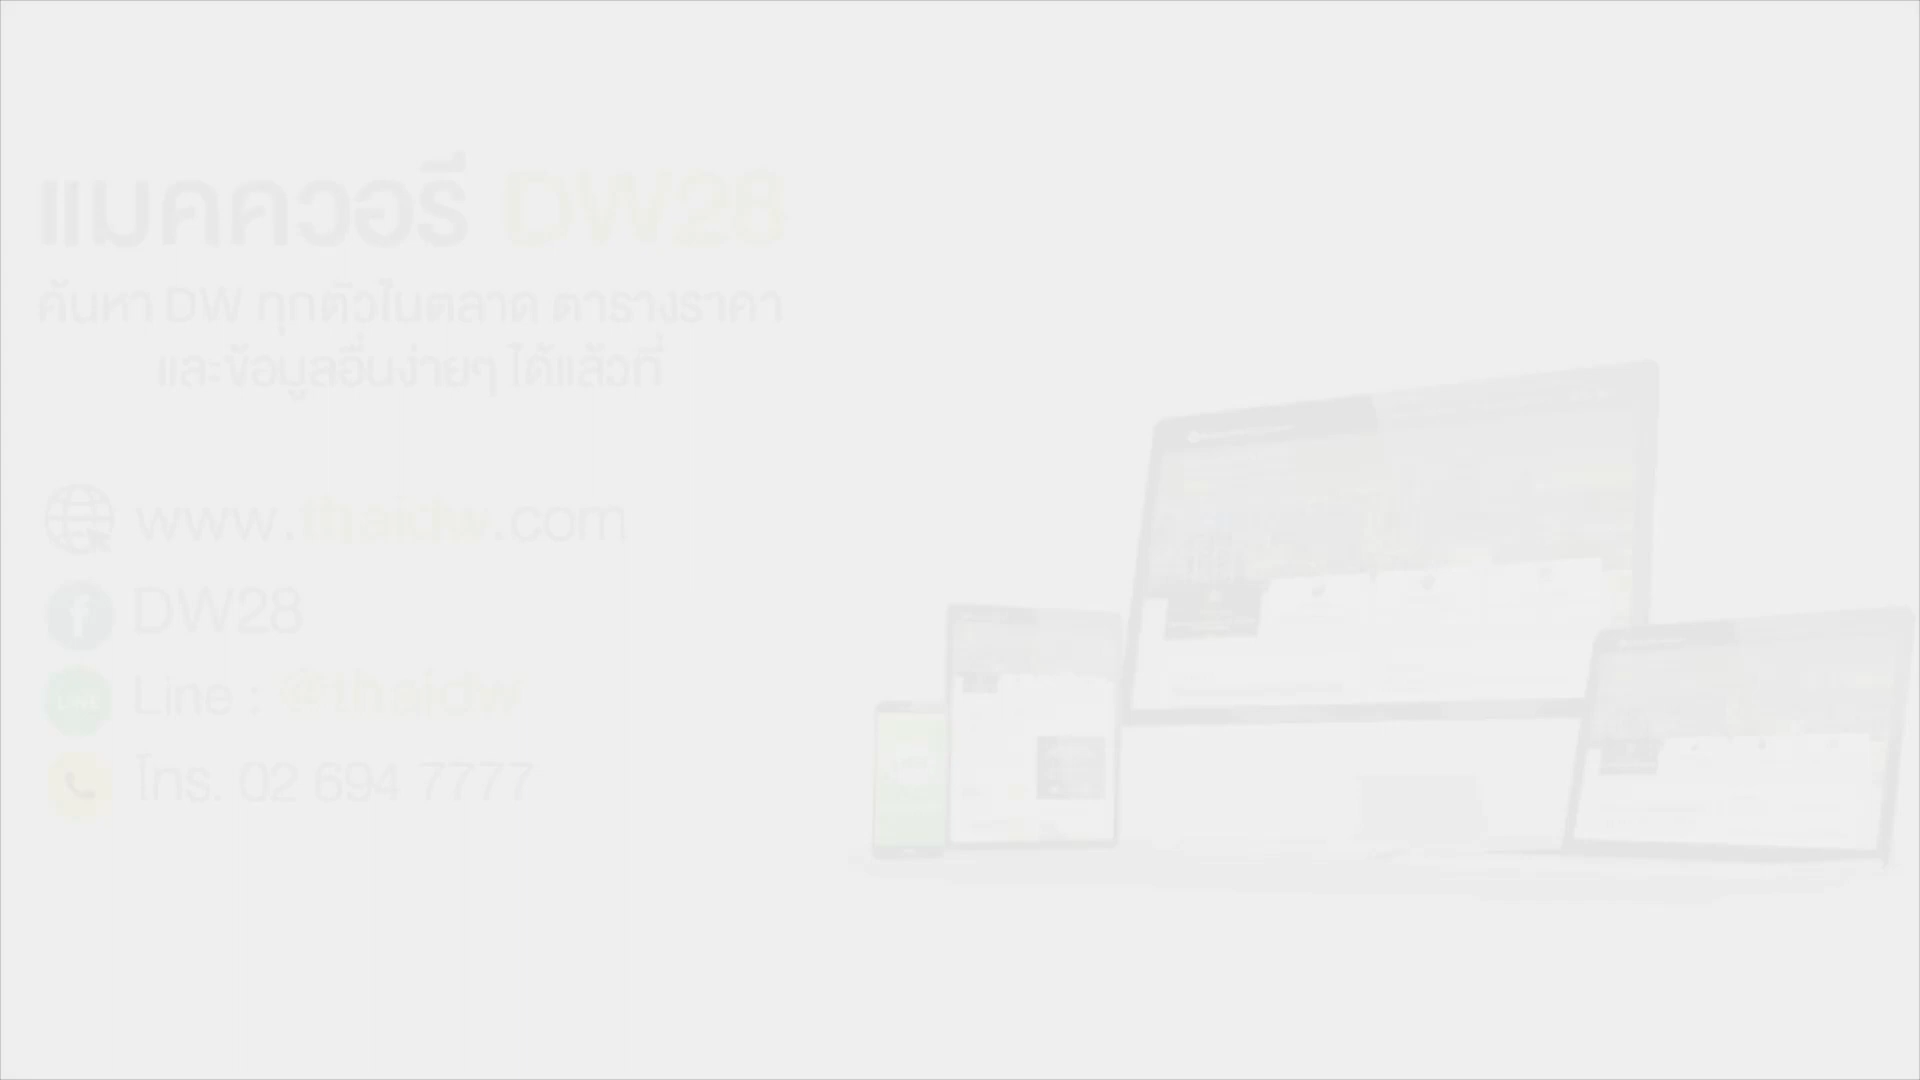 แมคควอรี DW28
ค้นหา DW ทุกตัวในตลาด ตารางราคา
และข้อมูลอื่นง่ายๆ ได้แล้วที่
www.thaidw.com
DW28
LINE
Line : @thaidw
โทร. 02 694 7777